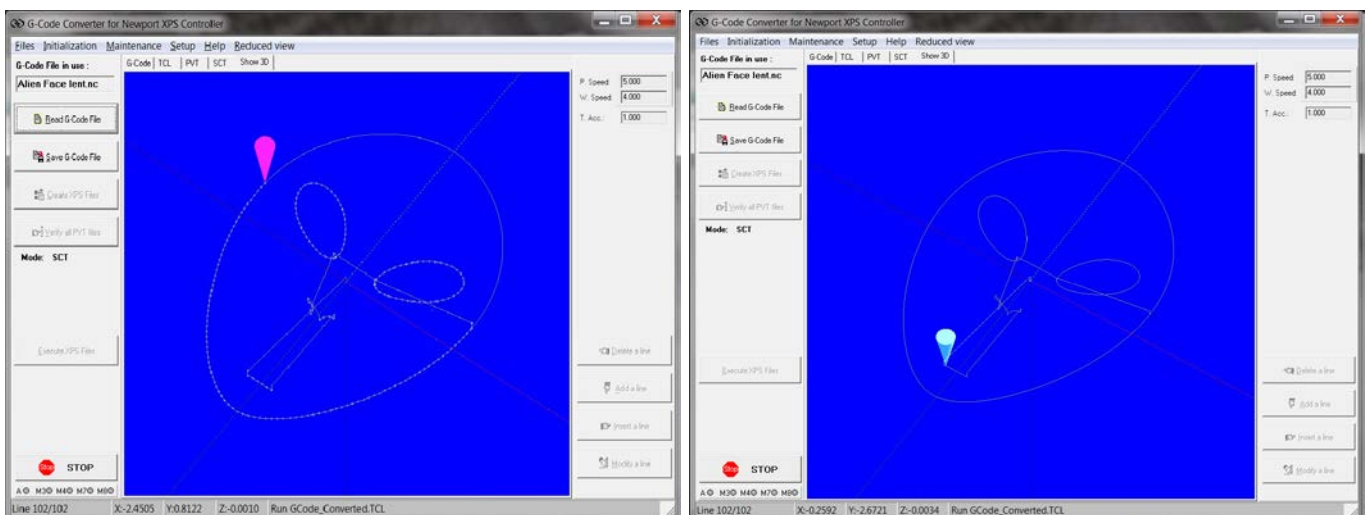 G-Code Converter for Newport XPS Controller
Files Initialization Maintenance Setup Help Reduced view
G-Code File in use :
Alien Face lent.nc
Read G-Code File
Save G-Code File
Create XPS Files
Verify all PVT files
Mode: SCT
Execute XPS Files
Stop STOP
A M3 M4 M7 M8
G-Code TCL PVT SCT Show 3D
P. Speed 5.000
W. Speed 4.000
T. Acc.: 1.000
Delete a line
Add a line
Insert a line
Modify a line
Line 102/102 X:-2.4505 Y:0.8122 Z:-0.0010 Run GCode_Converted.TCL
G-Code Converter for Newport XPS Controller
Files Initialization Maintenance Setup Help Reduced view
G-Code File in use :
Alien Face lent.nc
Read G-Code File
Save G-Code File
Create XPS Files
Verify all PVT files
Mode: SCT
Execute XPS Files
Stop STOP
A M3 M4 M7 M8
G-Code TCL PVT SCT Show 3D
P. Speed 5.000
W. Speed 4.000
T. Acc.: 1.000
Delete a line
Add a line
Insert a line
Modify a line
Line 102/102 X:-0.2592 Y:-2.6721 Z:-0.0034 Run GCode_Converted.TCL